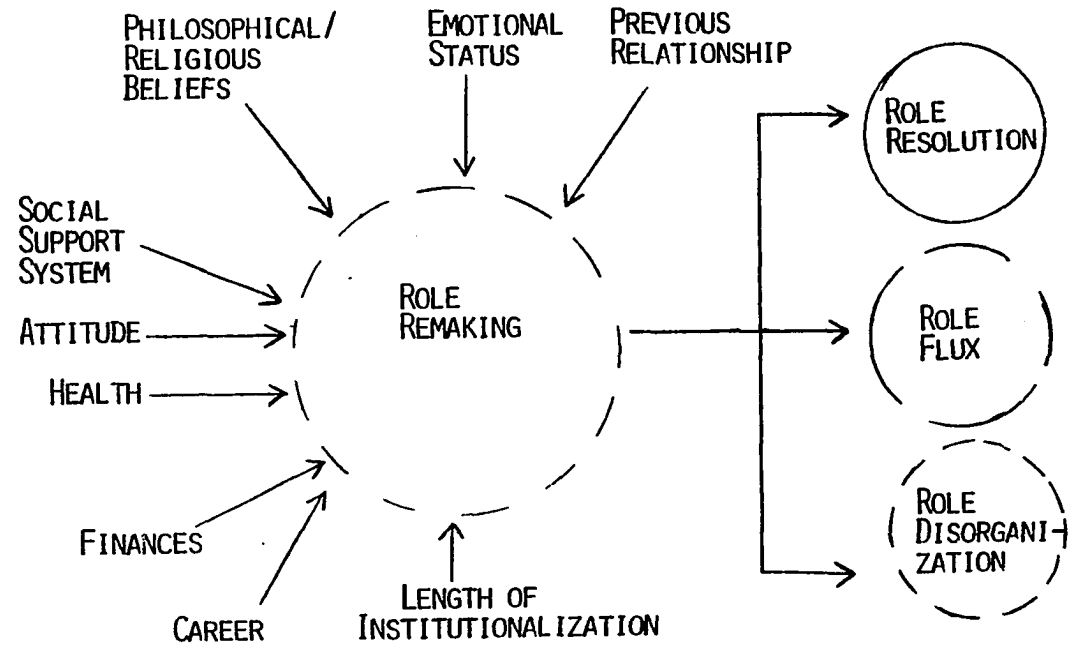 PHILOSOPHICAL/
RELIGIOUS
BELIEFS
EMOTIONAL
STATUS
PREVIOUS
RELATIONSHIP
SOCIAL
SUPPORT
SYSTEM
ATTITUDE
HEALTH
FINANCES
CAREER
LENGTH OF
INSTITUTIONALIZATION
ROLE
REMAKING
ROLE
RESOLUTION
ROLE
FLUX
ROLE
DISORGANI-
ZATION